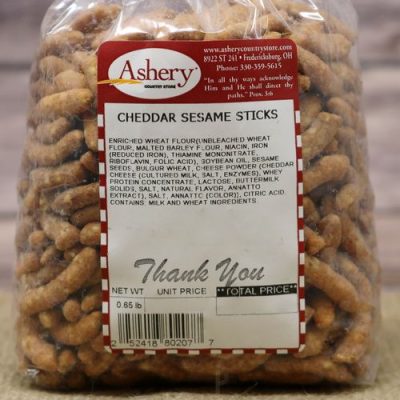 Ashery
COUNTRY STORE
www.asherycountrystore.com
8922 ST 241 • Fredericksburg, OH
Phone: 330-359-5615
"In all thy ways acknowledge
Him and He shall direct thy
paths." Prov. 3:6
CHEDDAR SESAME STICKS
ENRICHED WHEAT FLOUR(UNBLEACHED WHEAT
FLOUR, MALTED BARLEY FLOUR, NIACIN, IRON
(REDUCED IRON), THIAMINE MONONITRATE,
RIBOFLAVIN, FOLIC ACID), SOYBEAN OIL, SESAME
SEEDS, BULGUR WHEAT, CHEESE POWDER (CHEDDAR
CHEESE (CULTURED MILK, SALT, ENZYMES), WHEY
PROTEIN CONCENTRATE, LACTOSE, BUTTERMILK
SOLIDS, SALT, NATURAL FLAVOR, ANNATTO
EXTRACT), SALT, ANNATTO (COLOR)), CITRIC ACID.
CONTAINS: MILK AND WHEAT INGREDIENTS.
Thank You
NET WT UNIT PRICE **TOTAL PRICE**
0.65 lb
2 52418 80207 7